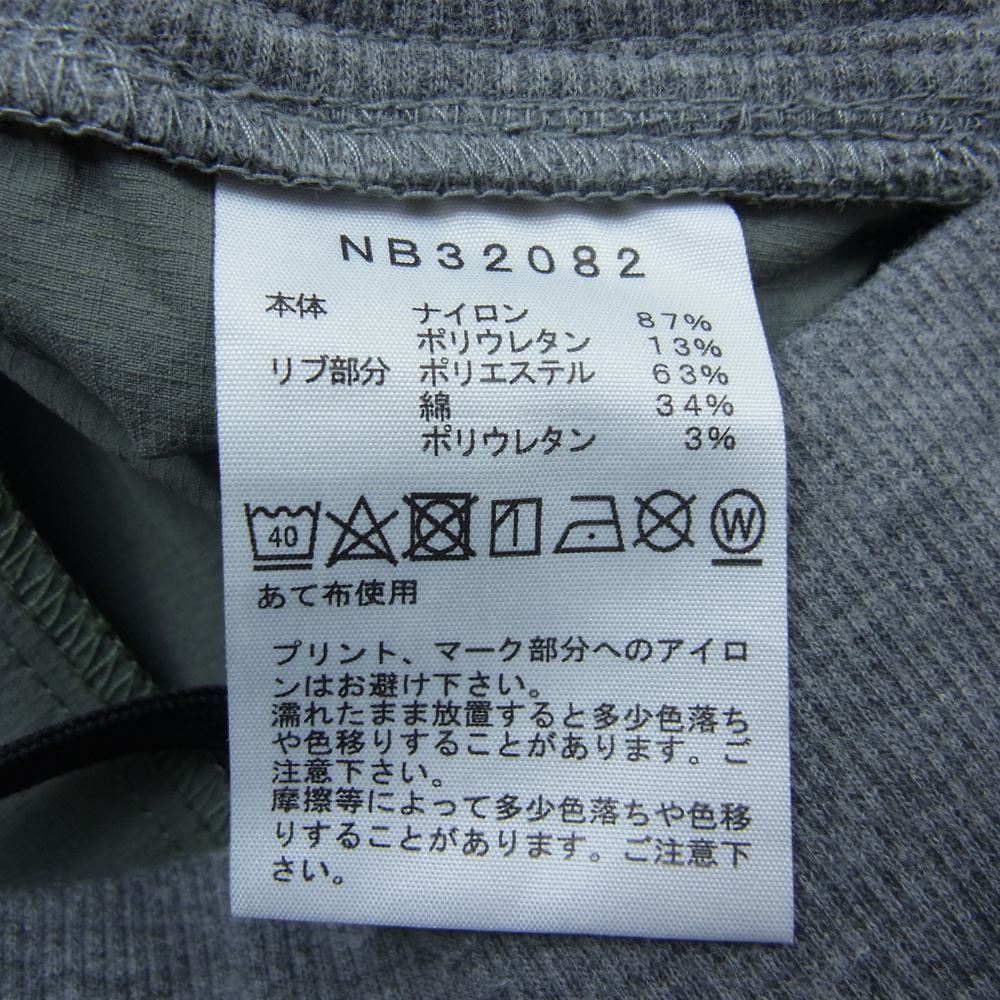 NB32082
本体 ナイロン 87%
ポリウレタン 13%
リブ部分 ポリエステル 63%
綿 34%
ポリウレタン 3%
40 W
あて布使用
プリント、マーク部分へのアイロ
ンはお避け下さい。
濡れたまま放置すると多少色落ち
や色移りすることがあります。ご
注意下さい。
摩擦等によって多少色落ちや色移
りすることがあります。ご注意下
さい。